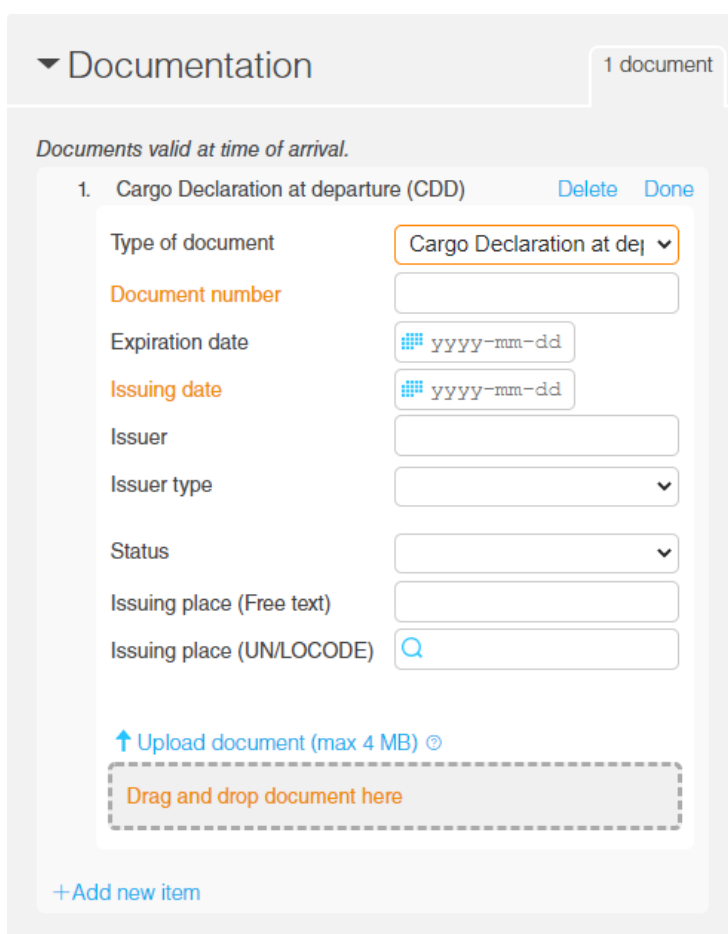 Documentation
1 document
Documents valid at time of arrival.
1. Cargo Declaration at departure (CDD) Delete Done
Type of document Cargo Declaration at de
Document number
Expiration date yyyy-mm-dd
Issuing date yyyy-mm-dd
Issuer
Issuer type
Status
Issuing place (Free text)
Issuing place (UN/LOCODE)
Upload document (max 4 MB) ?
Drag and drop document here
+Add new item